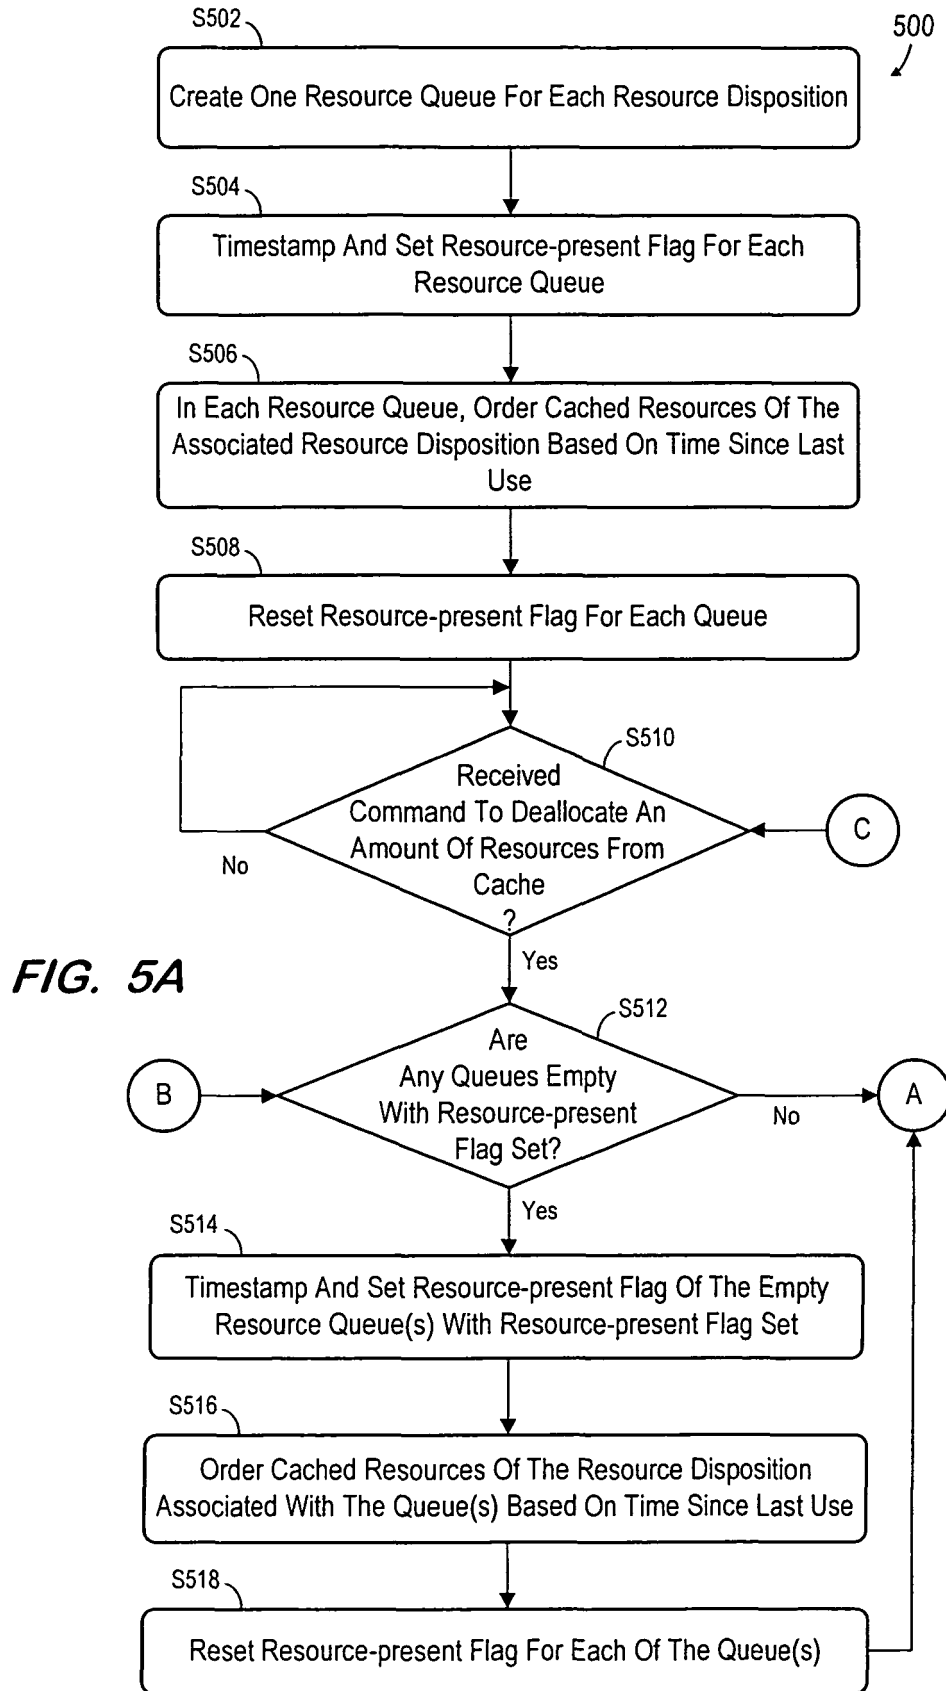 S502
500
Create One Resource Queue For Each Resource Disposition
S504
Timestamp And Set Resource-present Flag For Each
Resource Queue
S506
In Each Resource Queue, Order Cached Resources Of The
Associated Resource Disposition Based On Time Since Last
Use
S508
Reset Resource-present Flag For Each Queue
S510
Received
Command To Deallocate An
Amount Of Resources From
Cache
?
C
No
Yes
FIG. 5A
S512
Are
Any Queues Empty
With Resource-present
Flag Set?
B
No
A
Yes
S514
Timestamp And Set Resource-present Flag Of The Empty
Resource Queue(s) With Resource-present Flag Set
S516
Order Cached Resources Of The Resource Disposition
Associated With The Queue(s) Based On Time Since Last Use
S518
Reset Resource-present Flag For Each Of The Queue(s)